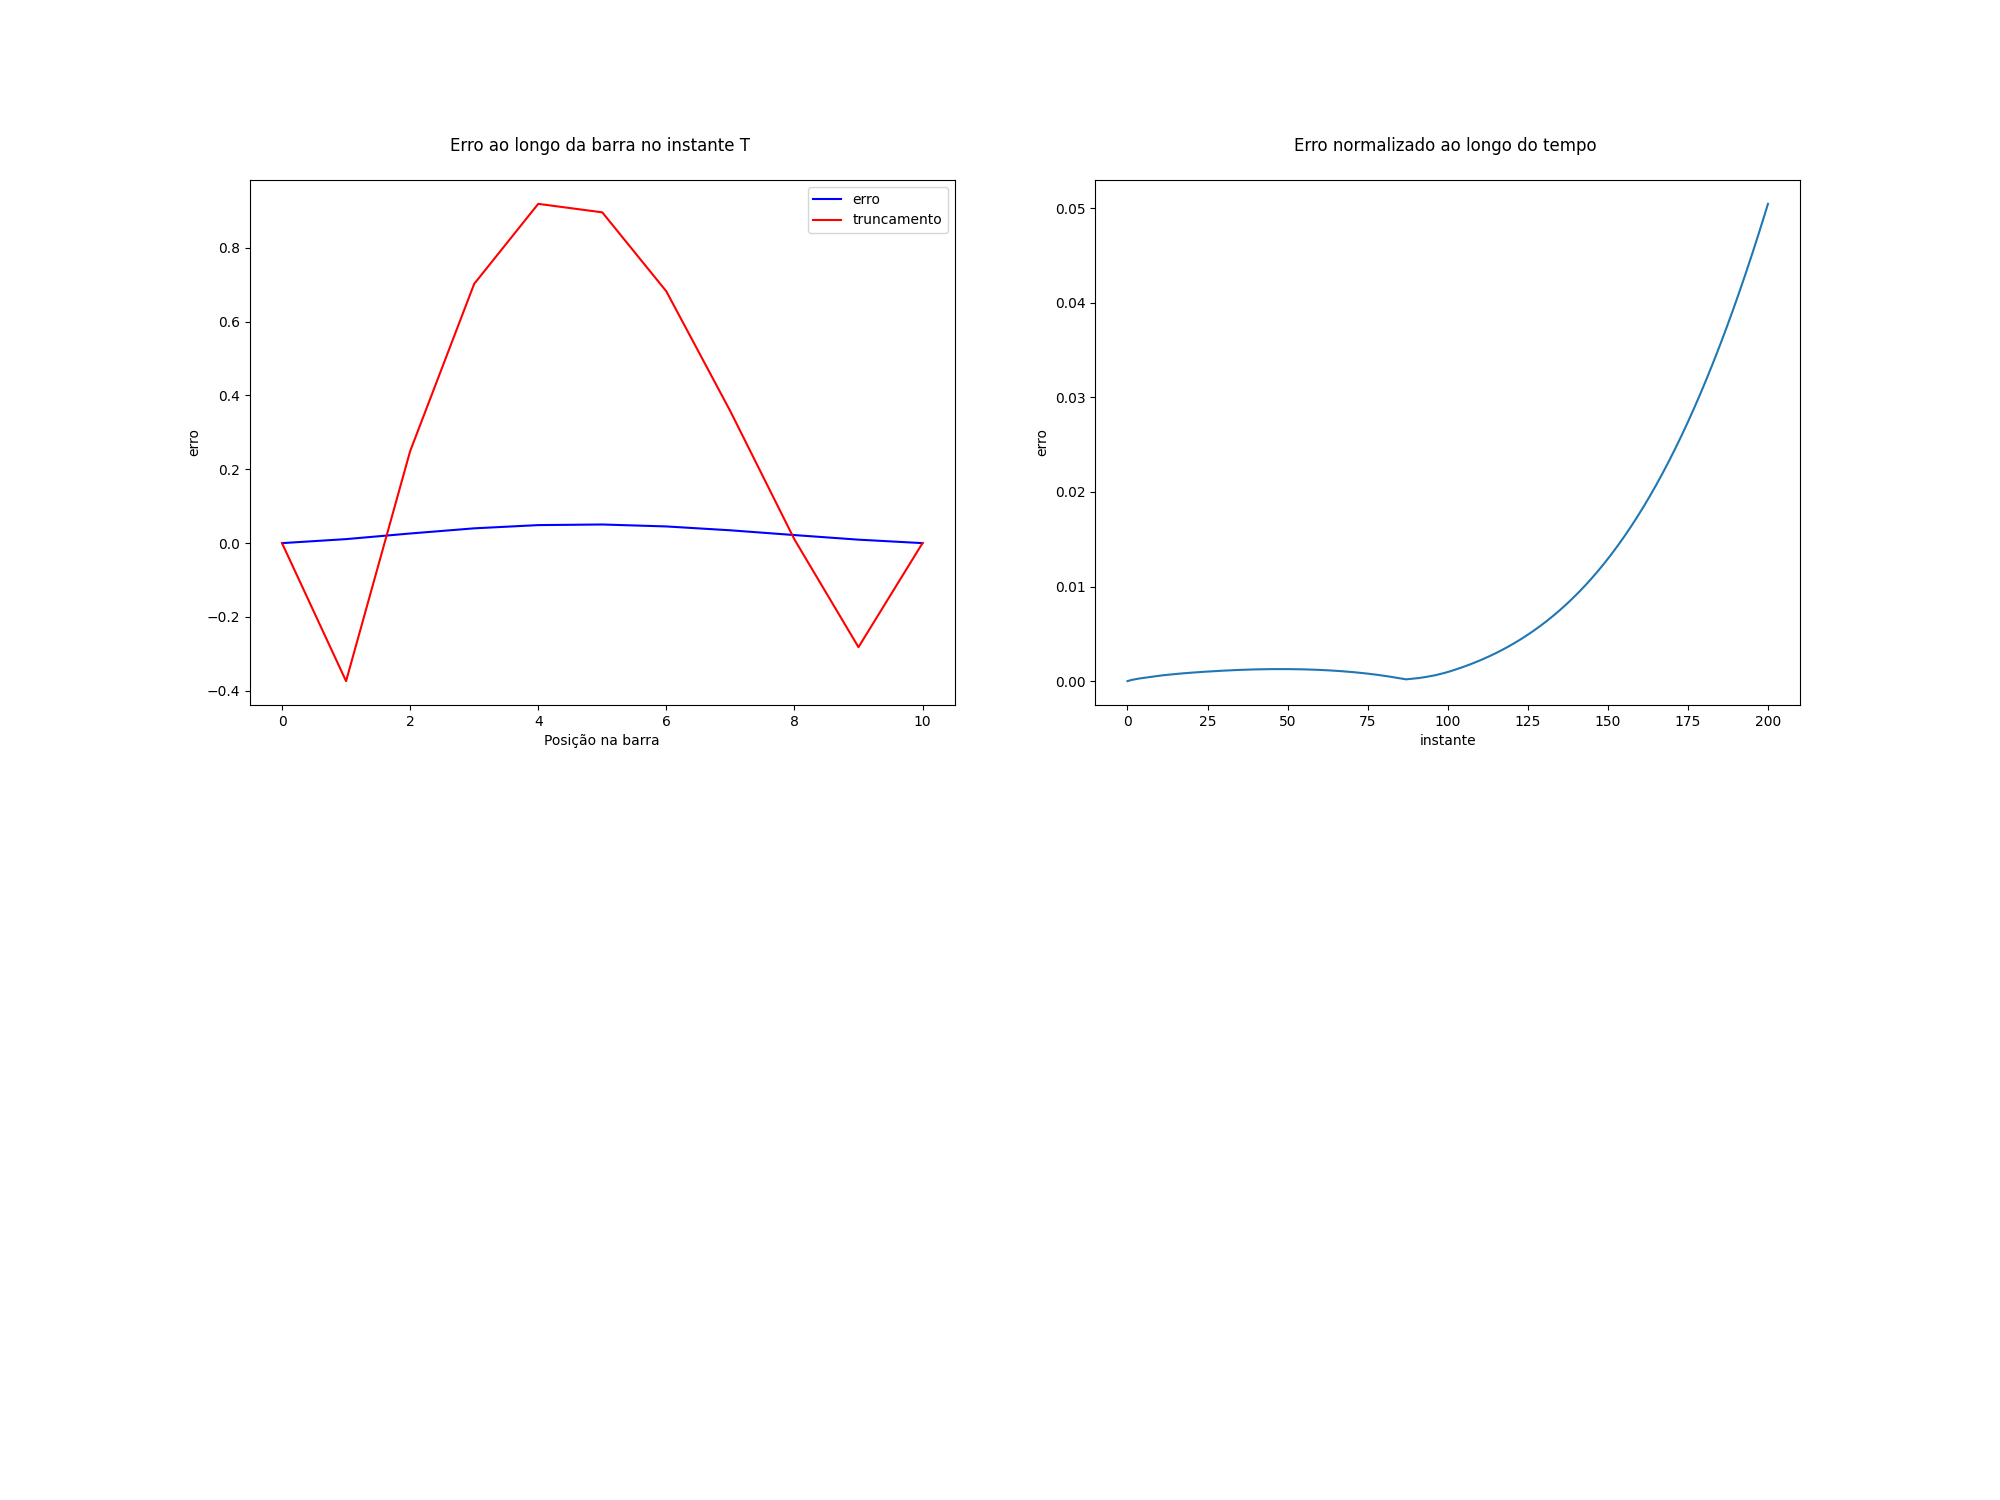 Erro ao longo da barra no instante T
erro
truncamento
0.8
0.6
0.4
0.2
0.0
−0.2
−0.4
erro
0 2 4 6 8 10
Posição na barra
Erro normalizado ao longo do tempo
0.05
0.04
0.03
0.02
0.01
0.00
erro
0 25 50 75 100 125 150 175 200
instante